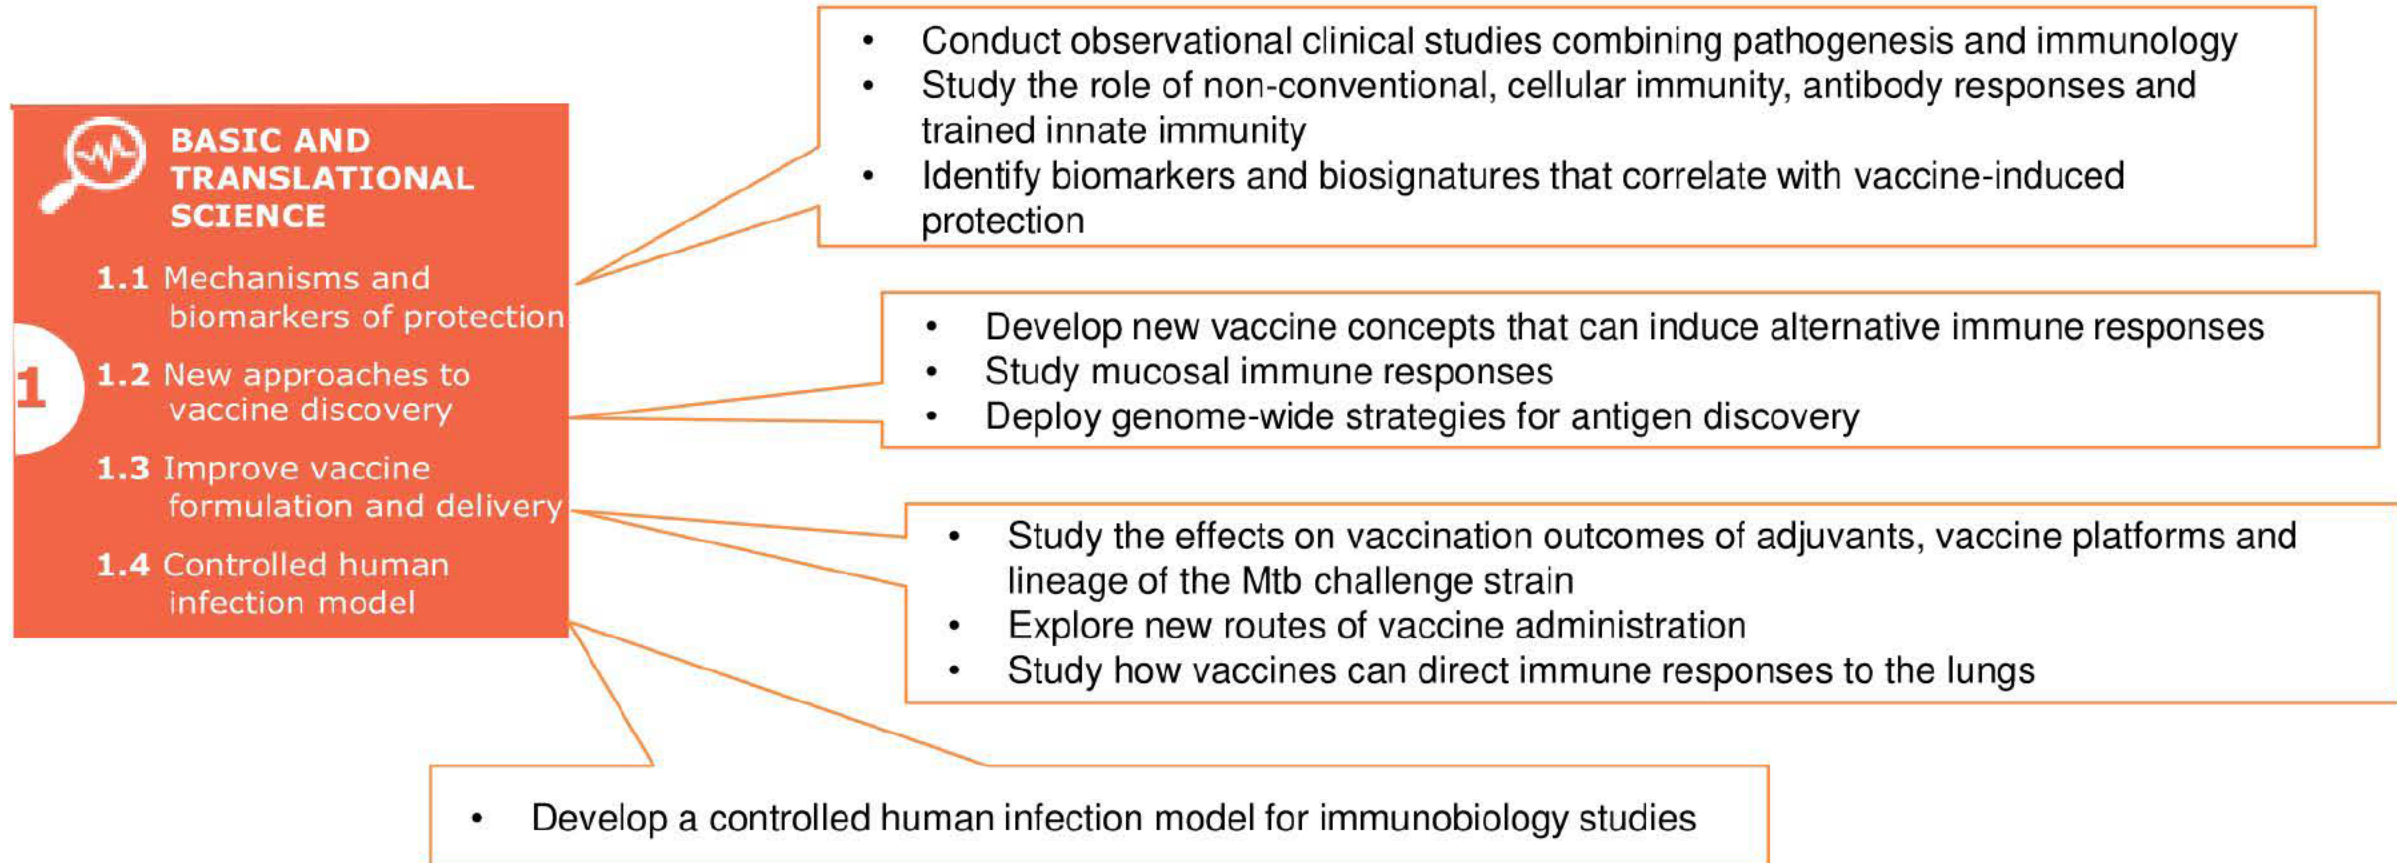 BASIC AND
TRANSLATIONAL
SCIENCE
1
1.1 Mechanisms and
biomarkers of protection
1.2 New approaches to
vaccine discovery
1.3 Improve vaccine
formulation and delivery
1.4 Controlled human
infection model
• Conduct observational clinical studies combining pathogenesis and immunology
• Study the role of non-conventional, cellular immunity, antibody responses and
trained innate immunity
• Identify biomarkers and biosignatures that correlate with vaccine-induced
protection
• Develop new vaccine concepts that can induce alternative immune responses
• Study mucosal immune responses
• Deploy genome-wide strategies for antigen discovery
• Study the effects on vaccination outcomes of adjuvants, vaccine platforms and
lineage of the Mtb challenge strain
• Explore new routes of vaccine administration
• Study how vaccines can direct immune responses to the lungs
• Develop a controlled human infection model for immunobiology studies